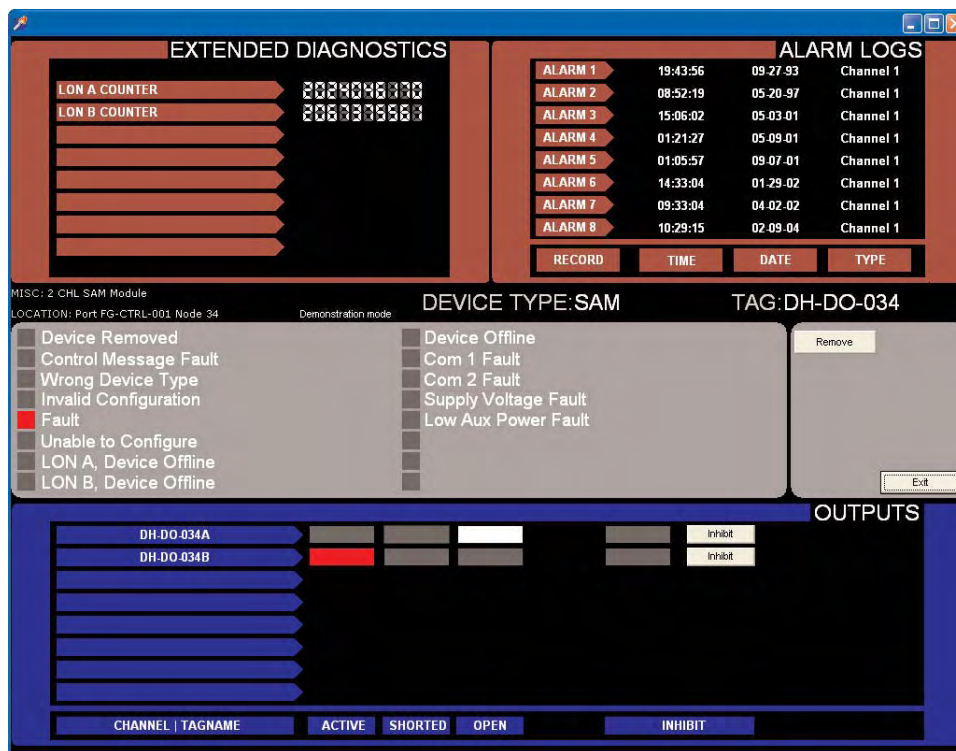 EXTENDED DIAGNOSTICS
LON A COUNTER
LON B COUNTER
ALARM LOGS
ALARM 1 19:43:56 09-27-93 Channel 1
ALARM 2 08:52:19 05-20-97 Channel 1
ALARM 3 15:06:02 05-03-01 Channel 1
ALARM 4 01:21:27 05-09-01 Channel 1
ALARM 5 01:05:57 09-07-01 Channel 1
ALARM 6 14:33:04 01-29-02 Channel 1
ALARM 7 09:33:04 04-02-02 Channel 1
ALARM 8 10:29:15 02-09-04 Channel 1
RECORD TIME DATE TYPE
MISC: 2 CHL SAM Module
LOCATION: Port FG-CTRL-001 Node 34
Demonstration mode
DEVICE TYPE:SAM
TAG:DH-DO-034
Device Removed
Control Message Fault
Wrong Device Type
Invalid Configuration
Fault
Unable to Configure
LON A, Device Offline
LON B, Device Offline
Device Offline
Com 1 Fault
Com 2 Fault
Supply Voltage Fault
Low Aux Power Fault
Remove
Exit
OUTPUTS
DH-DO-034A Inhibit
DH-DO-034B Inhibit
CHANNEL | TAGNAME ACTIVE SHORTED OPEN INHIBIT